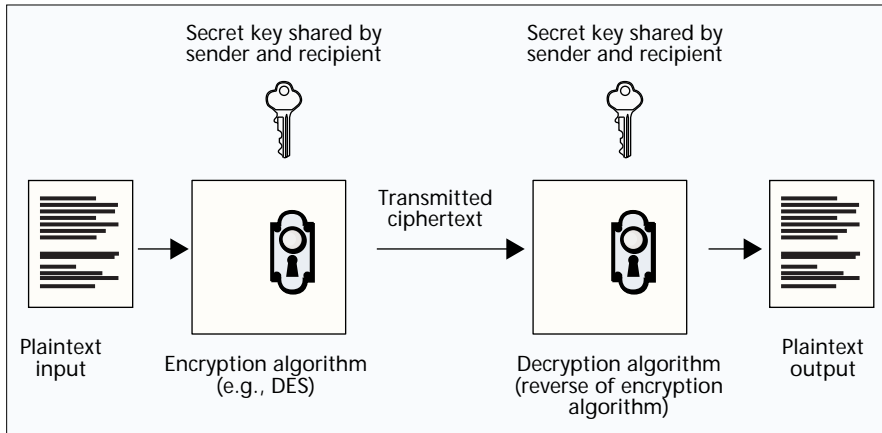 Secret key shared by
sender and recipient
Secret key shared by
sender and recipient
Transmitted
ciphertext
Plaintext
input
Encryption algorithm
(e.g., DES)
Decryption algorithm
(reverse of encryption
algorithm)
Plaintext
output